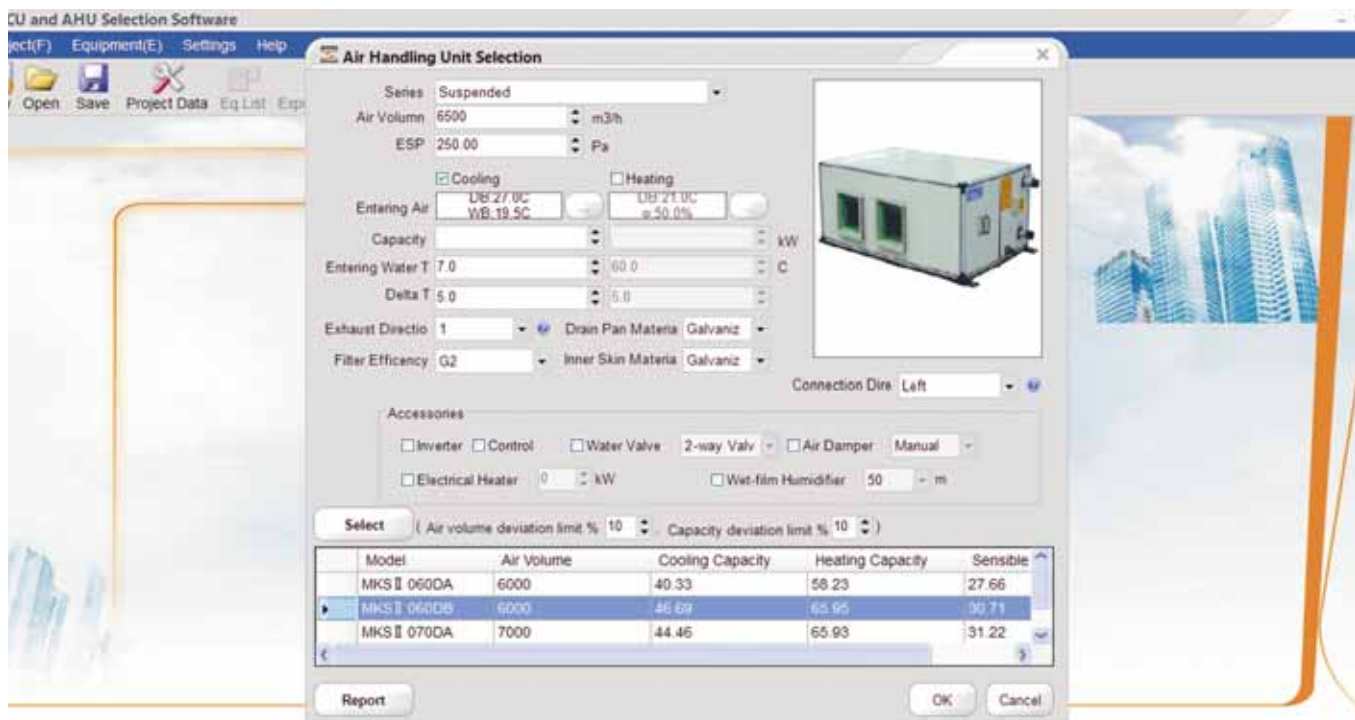 CU and AHU Selection Software
ject(F) Equipment(E) Settings Help
Open Save Project Data Eq List Exp
Air Handling Unit Selection
Series Suspended
Air Volumn 6500 m3/h
ESP 250.00 Pa
Cooling Heating
Entering Air DB:27.0C WB:19.5C DB:21.0C φ:50.0%
Capacity kW
Entering Water T 7.0 60.0 C
Delta T 5.0
Exhaust Directio 1 Drain Pan Materia Galvaniz
Filter Efficency G2 Inner Skin Materia Galvaniz
Connection Dire Left
Accessories
Inverter Control Water Valve 2-way Valv Air Damper Manual
Electrical Heater 0 kW Wet-film Humidifier 50 m
Select ( Air volume deviation limit % 10 , Capacity deviation limit % 10 )
Model Air Volume Cooling Capacity Heating Capacity Sensible
MKSⅡ 060DA 6000 40.33 58.23 27.66
MKSⅡ 060DB 6000 46.69 65.95 30.71
MKSⅡ 070DA 7000 44.46 65.93 31.22
Report OK Cancel